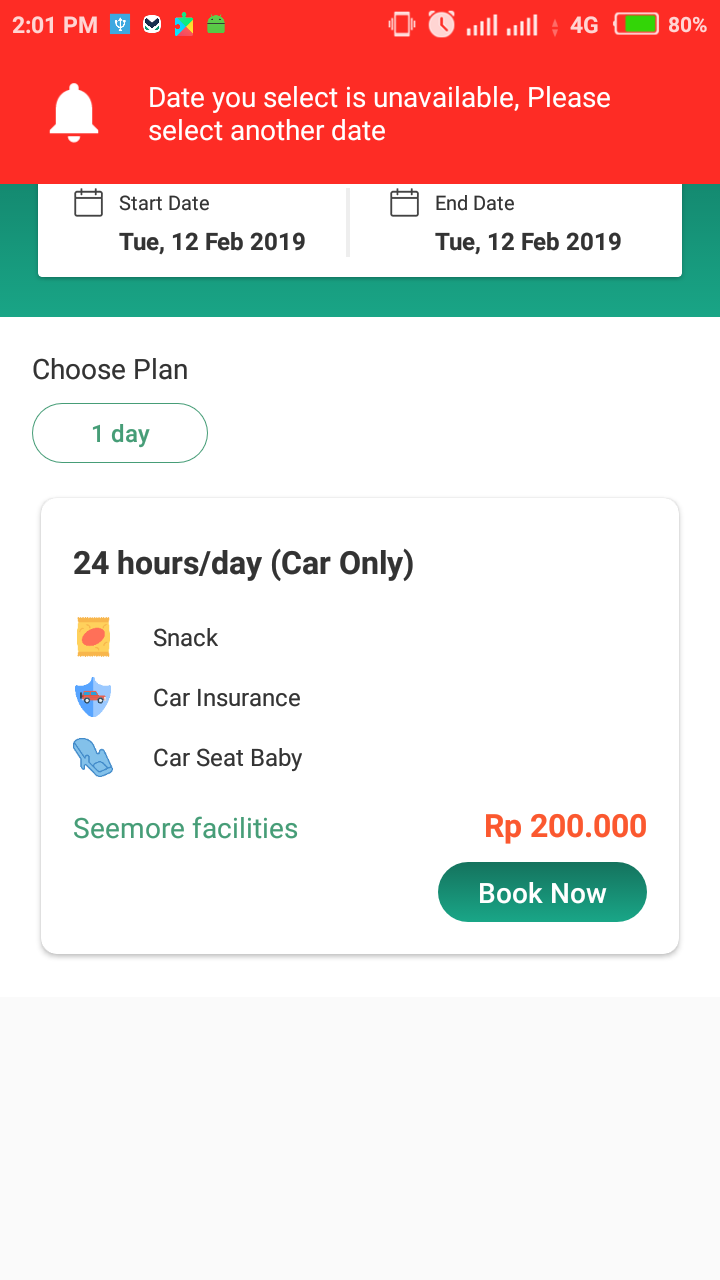 2:01 PM 4G 80%
Date you select is unavailable, Please
select another date
Start Date
Tue, 12 Feb 2019
End Date
Tue, 12 Feb 2019
Choose Plan
1 day
24 hours/day (Car Only)
Snack
Car Insurance
Car Seat Baby
Seemore facilities
Rp 200.000
Book Now